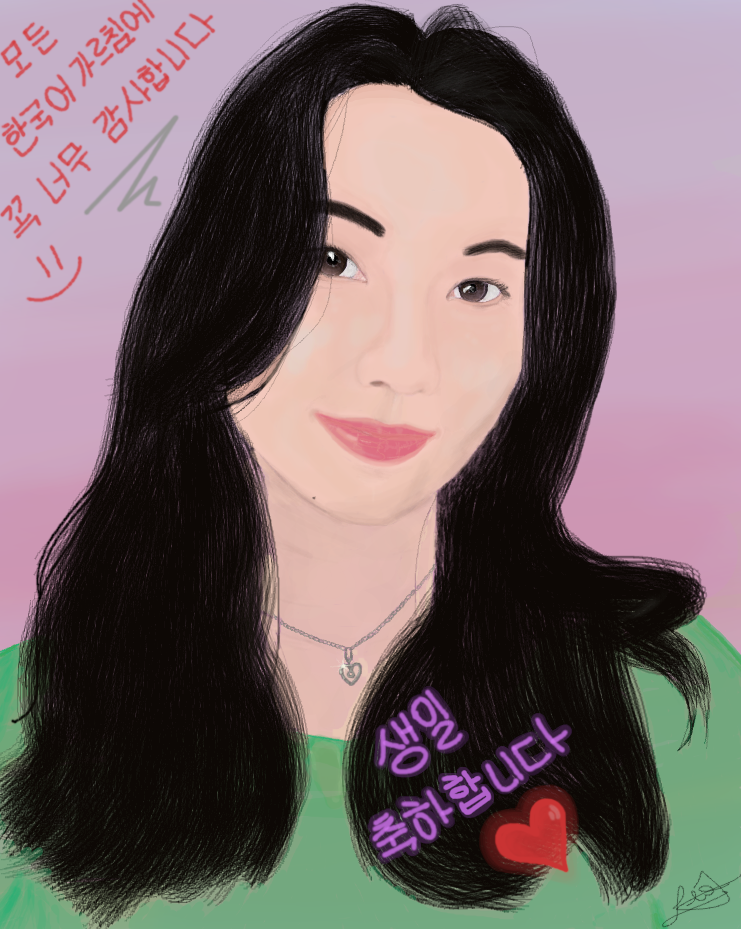 모든
한국어 가르침에
꼭 너무 감사합니다
생일
축하합니다